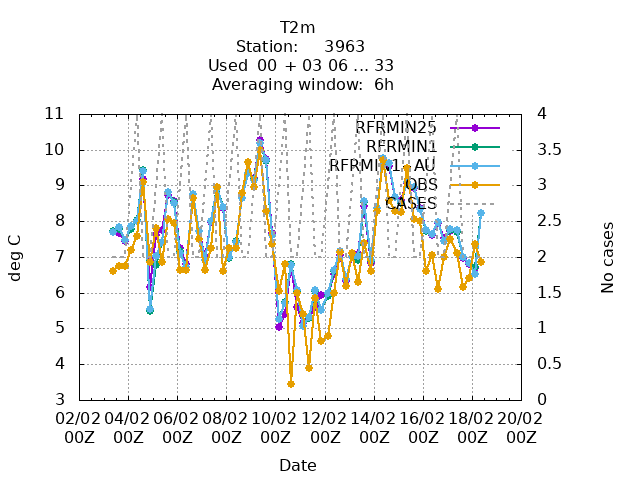 T2m
Station: 3963
Used 00 + 03 06 ... 33
Averaging window: 6h
11 4
RFRMIN25
10 3.5
RFRMIN1
RFRMIN1_AU
9 3
OBS
CASES
8 2.5
7 2
6 1.5
5 1
4 0.5
3 0
deg C
No cases
02/02 04/02 06/02 08/02 10/02 12/02 14/02 16/02 18/02 20/02
00Z 00Z 00Z 00Z 00Z 00Z 00Z 00Z 00Z 00Z
Date